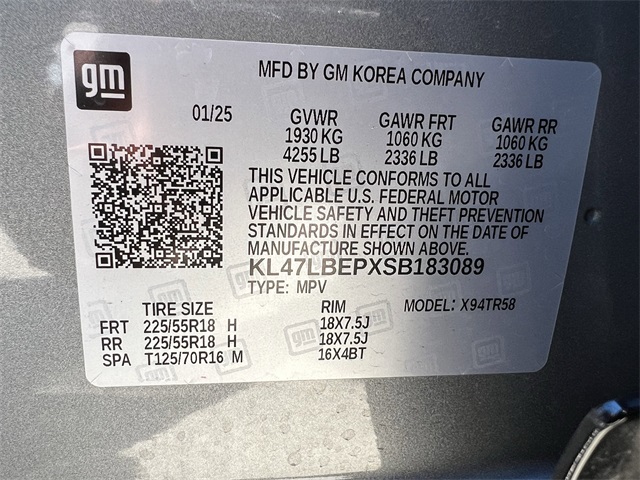 gm
MFD BY GM KOREA COMPANY
01/25 GVWR GAWR FRT GAWR RR
1930 KG 1060 KG 1060 KG
4255 LB 2336 LB 2336 LB
THIS VEHICLE CONFORMS TO ALL
APPLICABLE U.S. FEDERAL MOTOR
VEHICLE SAFETY AND THEFT PREVENTION
STANDARDS IN EFFECT ON THE DATE OF
MANUFACTURE SHOWN ABOVE.
KL47LBEPXSB183089
TYPE: MPV
TIRE SIZE RIM MODEL: X94TR58
FRT 225/55R18 H 18X7.5J
RR 225/55R18 H 18X7.5J
SPA T125/70R16 M 16X4BT